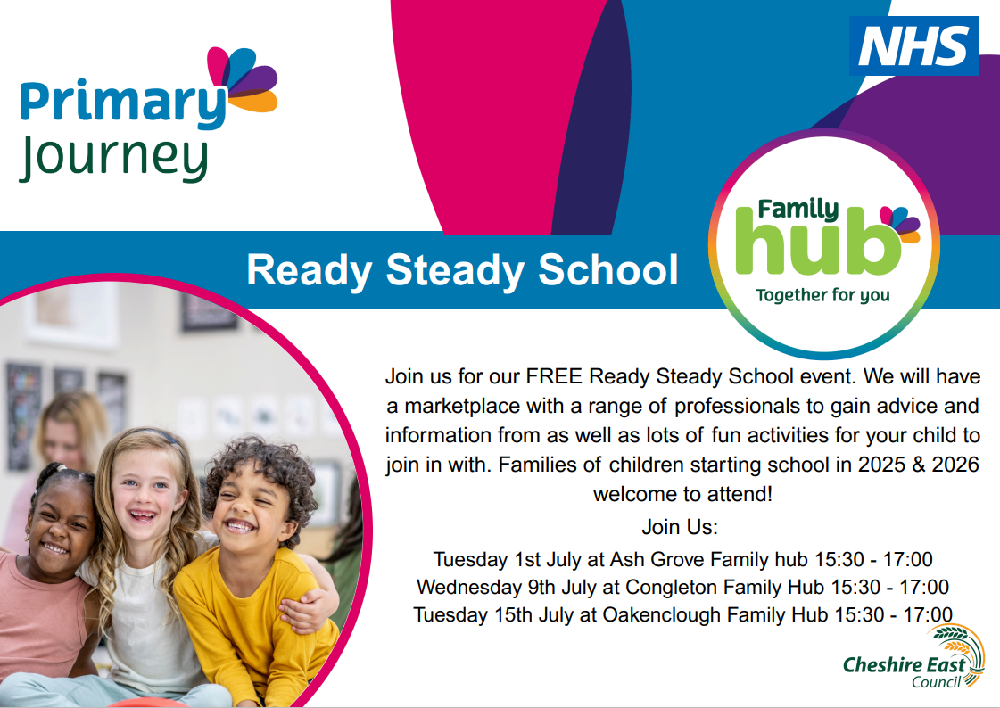 Primary
Journey
NHS
Family
hub
Together for you
Ready Steady School
Join us for our FREE Ready Steady School event. We will have
a marketplace with a range of professionals to gain advice and
information from as well as lots of fun activities for your child to
join in with. Families of children starting school in 2025 & 2026
welcome to attend!
Join Us:
Tuesday 1st July at Ash Grove Family hub 15:30 - 17:00
Wednesday 9th July at Congleton Family Hub 15:30 - 17:00
Tuesday 15th July at Oakenclough Family Hub 15:30 - 17:00
Cheshire East
Council